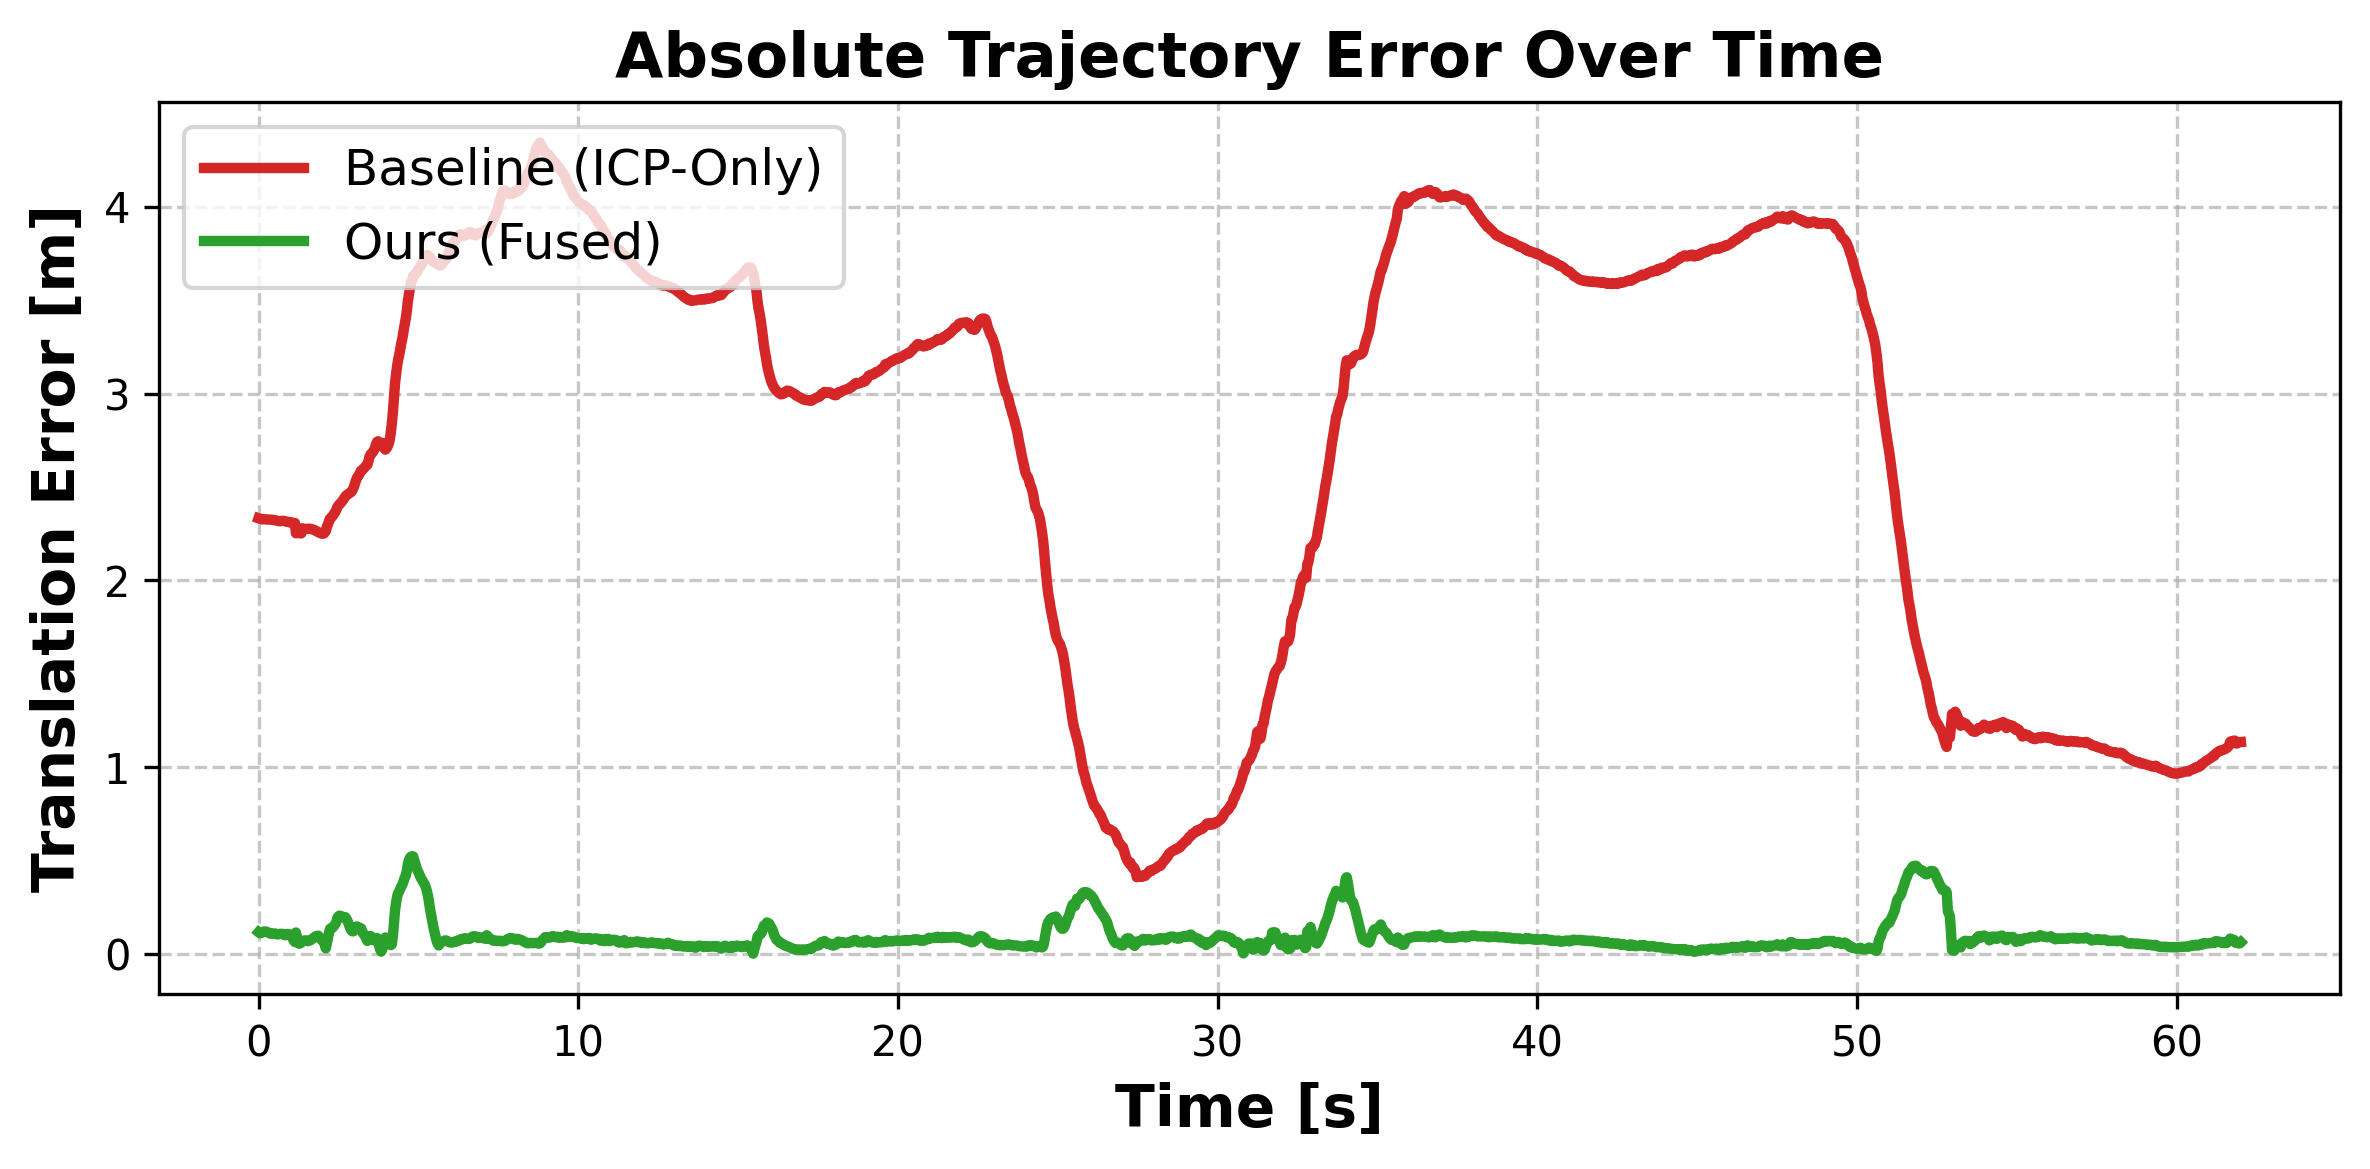 Absolute Trajectory Error Over Time
Baseline (ICP-Only)
Ours (Fused)
Translation Error [m]
4
3
2
1
0
0 10 20 30 40 50 60
Time [s]